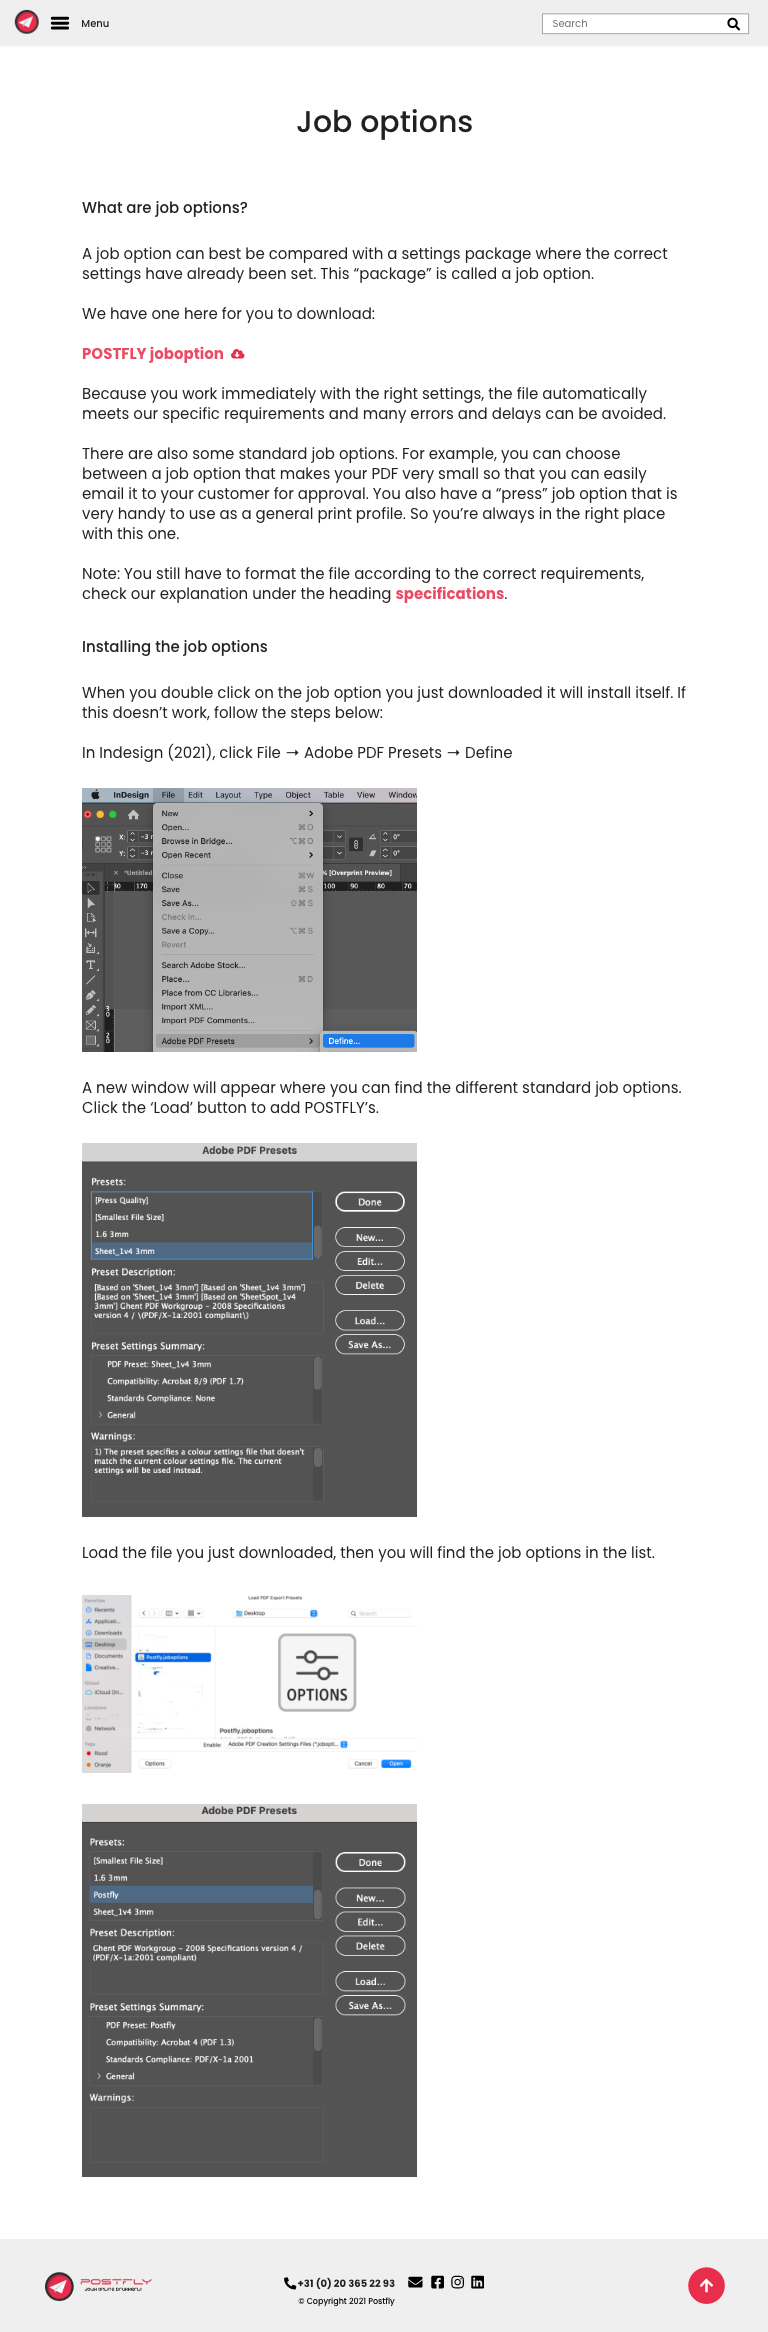 Menu
Search
Job options
What are job options?
A job option can best be compared with a settings package where the correct
settings have already been set. This “package” is called a job option.
We have one here for you to download:
POSTFLY joboption
Because you work immediately with the right settings, the file automatically
meets our specific requirements and many errors and delays can be avoided.
There are also some standard job options. For example, you can choose
between a job option that makes your PDF very small so that you can easily
email it to your customer for approval. You also have a “press” job option that is
very handy to use as a general print profile. So you’re always in the right place
with this one.
Note: You still have to format the file according to the correct requirements,
check our explanation under the heading specifications.
Installing the job options
When you double click on the job option you just downloaded it will install itself. If
this doesn’t work, follow the steps below:
In Indesign (2021), click File → Adobe PDF Presets → Define
InDesign File Edit Layout Type Object Table View Window
New
Open... ⌘O
X: -3 r 0°
Browse in Bridge... ⌥⌘O
Y: -3 r 0°
Open Recent
× *Untitled Close ⌘W % [Overprint Preview]
80 170 Save ⌘S 100 90 80 70
Save As... ⇧⌘S
Check In...
Save a Copy... ⌥⌘S
Revert
Search Adobe Stock...
Place... ⌘D
Place from CC Libraries...
Import XML...
Import PDF Comments...
Adobe PDF Presets Define...
A new window will appear where you can find the different standard job options.
Click the ‘Load’ button to add POSTFLY’s.
Adobe PDF Presets
Presets:
[Press Quality]
[Smallest File Size]
1.6 3mm
Sheet_1v4 3mm
Done
New...
Edit...
Delete
Load...
Save As...
Preset Description:
[Based on 'Sheet_1v4 3mm'] [Based on 'Sheet_1v4 3mm']
[Based on 'Sheet_1v4 3mm'] [Based on 'SheetSpot_1v4
3mm'] Ghent PDF Workgroup - 2008 Specifications
version 4 / \(PDF/X-1a:2001 compliant\)
Preset Settings Summary:
PDF Preset: Sheet_1v4 3mm
Compatibility: Acrobat 8/9 (PDF 1.7)
Standards Compliance: None
General
Warnings:
1) The preset specifies a colour settings file that doesn't
match the current colour settings file. The current
settings will be used instead.
Load the file you just downloaded, then you will find the job options in the list.
Load PDF Export Presets
Favorites
Recents
Applicati...
Downloads
Desktop
Documents
Creative...
iCloud
iCloud Dri...
Locations
Network
Tags
Rood
Oranje
Desktop
Search
Postfly.joboptions
OPTIONS
Postfly.joboptions
Enable: Adobe PDF Creation Settings Files (*.jobopti...
Options Cancel Open
Adobe PDF Presets
Presets:
[Smallest File Size]
1.6 3mm
Postfly
Sheet_1v4 3mm
Done
New...
Edit...
Delete
Load...
Save As...
Preset Description:
Ghent PDF Workgroup - 2008 Specifications version 4 /
(PDF/X-1a:2001 compliant)
Preset Settings Summary:
PDF Preset: Postfly
Compatibility: Acrobat 4 (PDF 1.3)
Standards Compliance: PDF/X-1a 2001
General
Warnings:
POSTFLY
+31 (0) 20 365 22 93
© Copyright 2021 Postfly